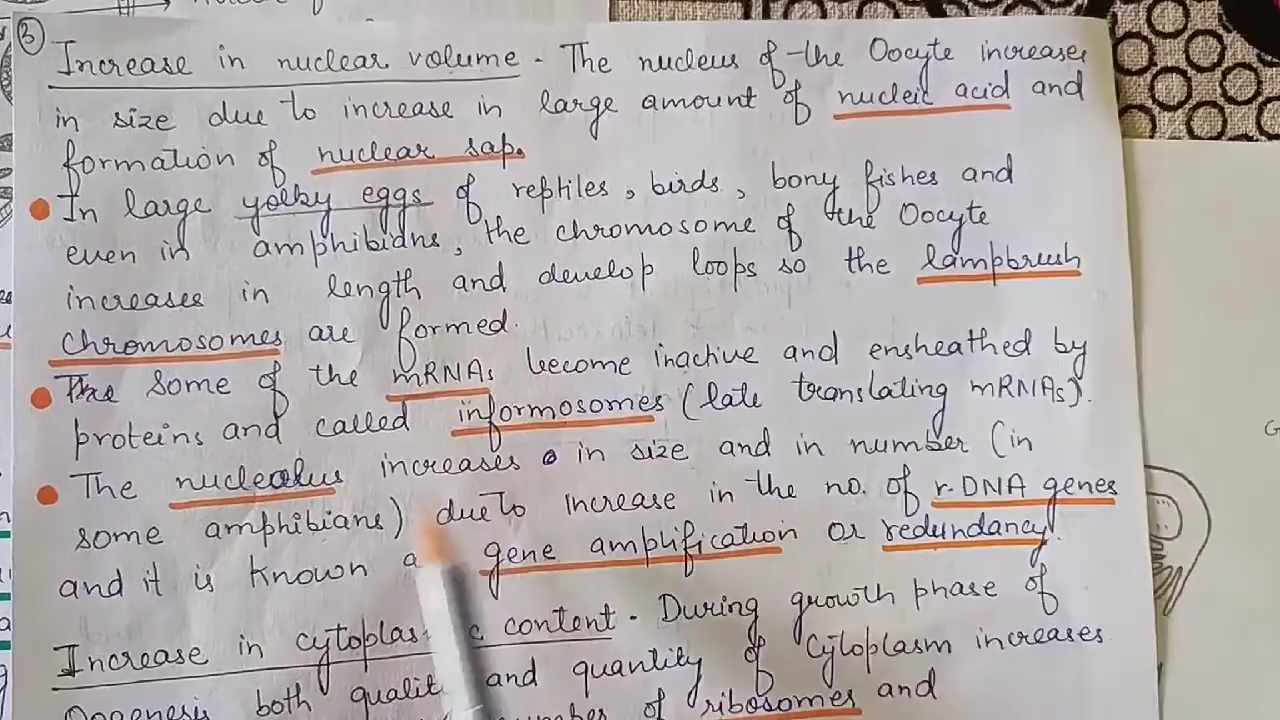 3
Increase in nuclear volume - The nucleus of the Oocyte increases
in size due to increase in large amount of nucleic acid and
formation of nuclear sap.
In large yolky eggs of reptiles, birds, bony fishes and
even in amphibians, the chromosome of the Oocyte
increases in length and develop loops so the lampbrush
chromosomes are formed.
Some of the mRNAs become inactive and ensheathed by
proteins and called informosomes (late translating mRNAs).
The nucleolus increases in size and in number (in
some amphibians) due to increase in the no. of r-DNA genes
and it is known a gene amplification or redundancy.
Increase in cytoplas c content - During growth phase of
Oogenesis both qualit and quantity of Cytoplasm increases
of ribosomes and